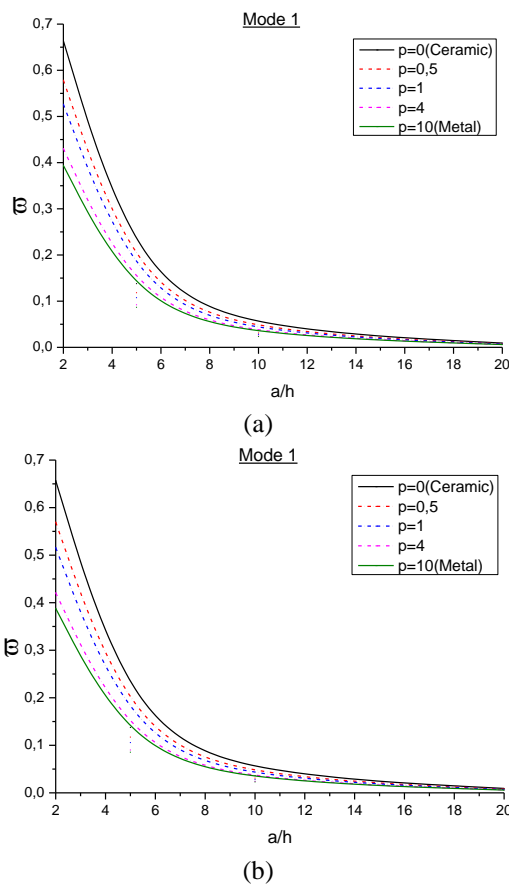 Mode 1
0,7
0,6
0,5
0,4
0,3
0,2
0,1
0,0
ϖ
p=0(Ceramic)
p=0,5
p=1
p=4
p=10(Metal)
2 4 6 8 10 12 14 16 18 20
a/h
(a)
Mode 1
0,7
0,6
0,5
0,4
0,3
0,2
0,1
0,0
ϖ
p=0(Ceramic)
p=0,5
p=1
p=4
p=10(Metal)
2 4 6 8 10 12 14 16 18 20
a/h
(b)